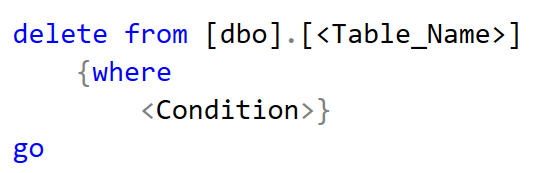 delete from [dbo].[<Table_Name>]
{where
<Condition>}
go